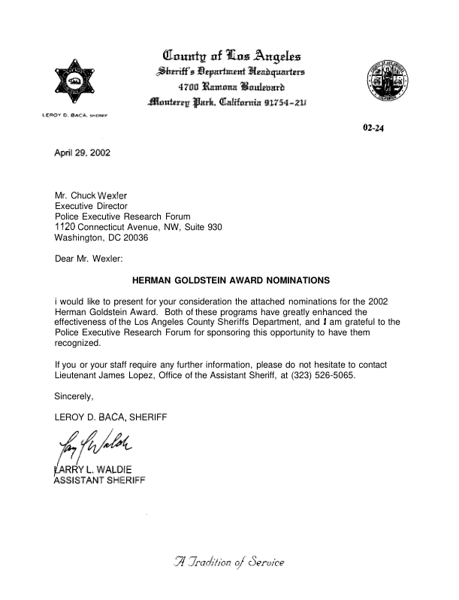 County of Los Angeles
Sheriff's Department Headquarters
4700 Ramona Boulevard
Monterey Park, California 91754-21
LEROY D. BACA, SHERIFF
02-24
April 29, 2002
Mr. Chuck Wexler
Executive Director
Police Executive Research Forum
1120 Connecticut Avenue, NW, Suite 930
Washington, DC 20036
Dear Mr. Wexler:
HERMAN GOLDSTEIN AWARD NOMINATIONS
i would like to present for your consideration the attached nominations for the 2002
Herman Goldstein Award. Both of these programs have greatly enhanced the
effectiveness of the Los Angeles County Sheriffs Department, and I am grateful to the
Police Executive Research Forum for sponsoring this opportunity to have them
recognized.
If you or your staff require any further information, please do not hesitate to contact
Lieutenant James Lopez, Office of the Assistant Sheriff, at (323) 526-5065.
Sincerely,
LEROY D. BACA, SHERIFF
LARRY L. WALDIE
ASSISTANT SHERIFF
A Tradition of Service